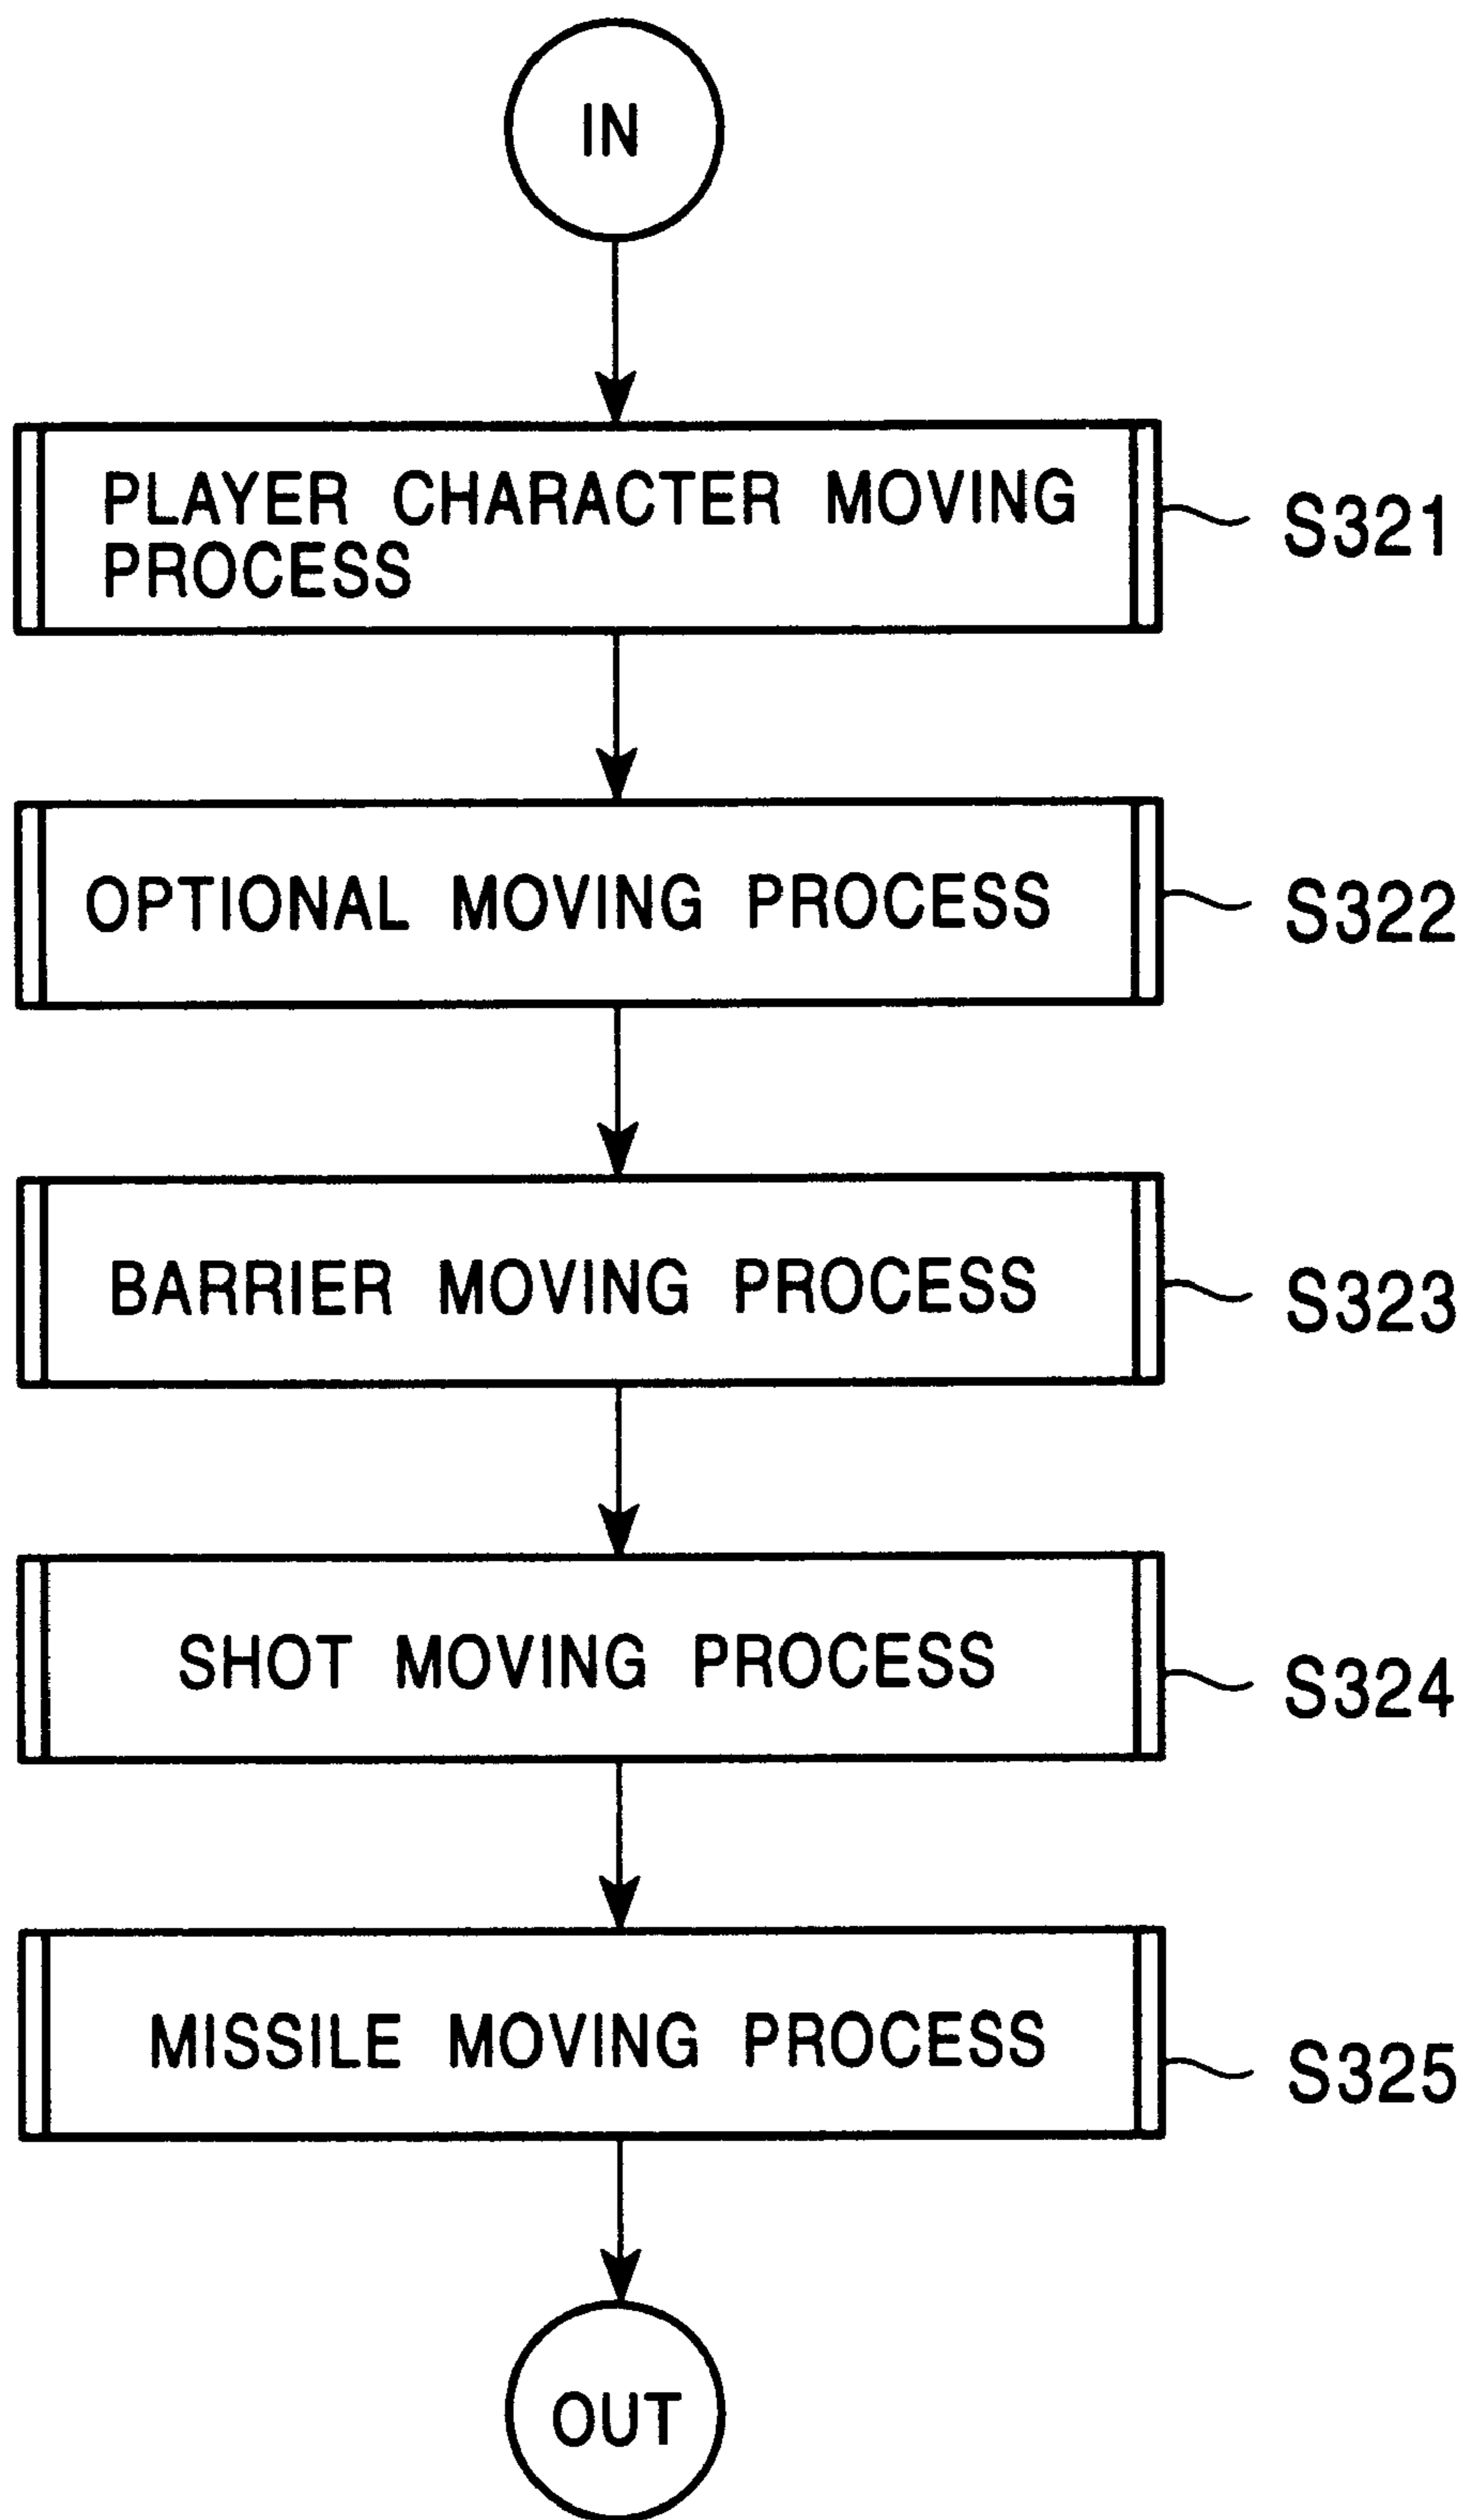 IN
PLAYER CHARACTER MOVING
PROCESS
S321
OPTIONAL MOVING PROCESS
S322
BARRIER MOVING PROCESS
S323
SHOT MOVING PROCESS
S324
MISSILE MOVING PROCESS
S325
OUT